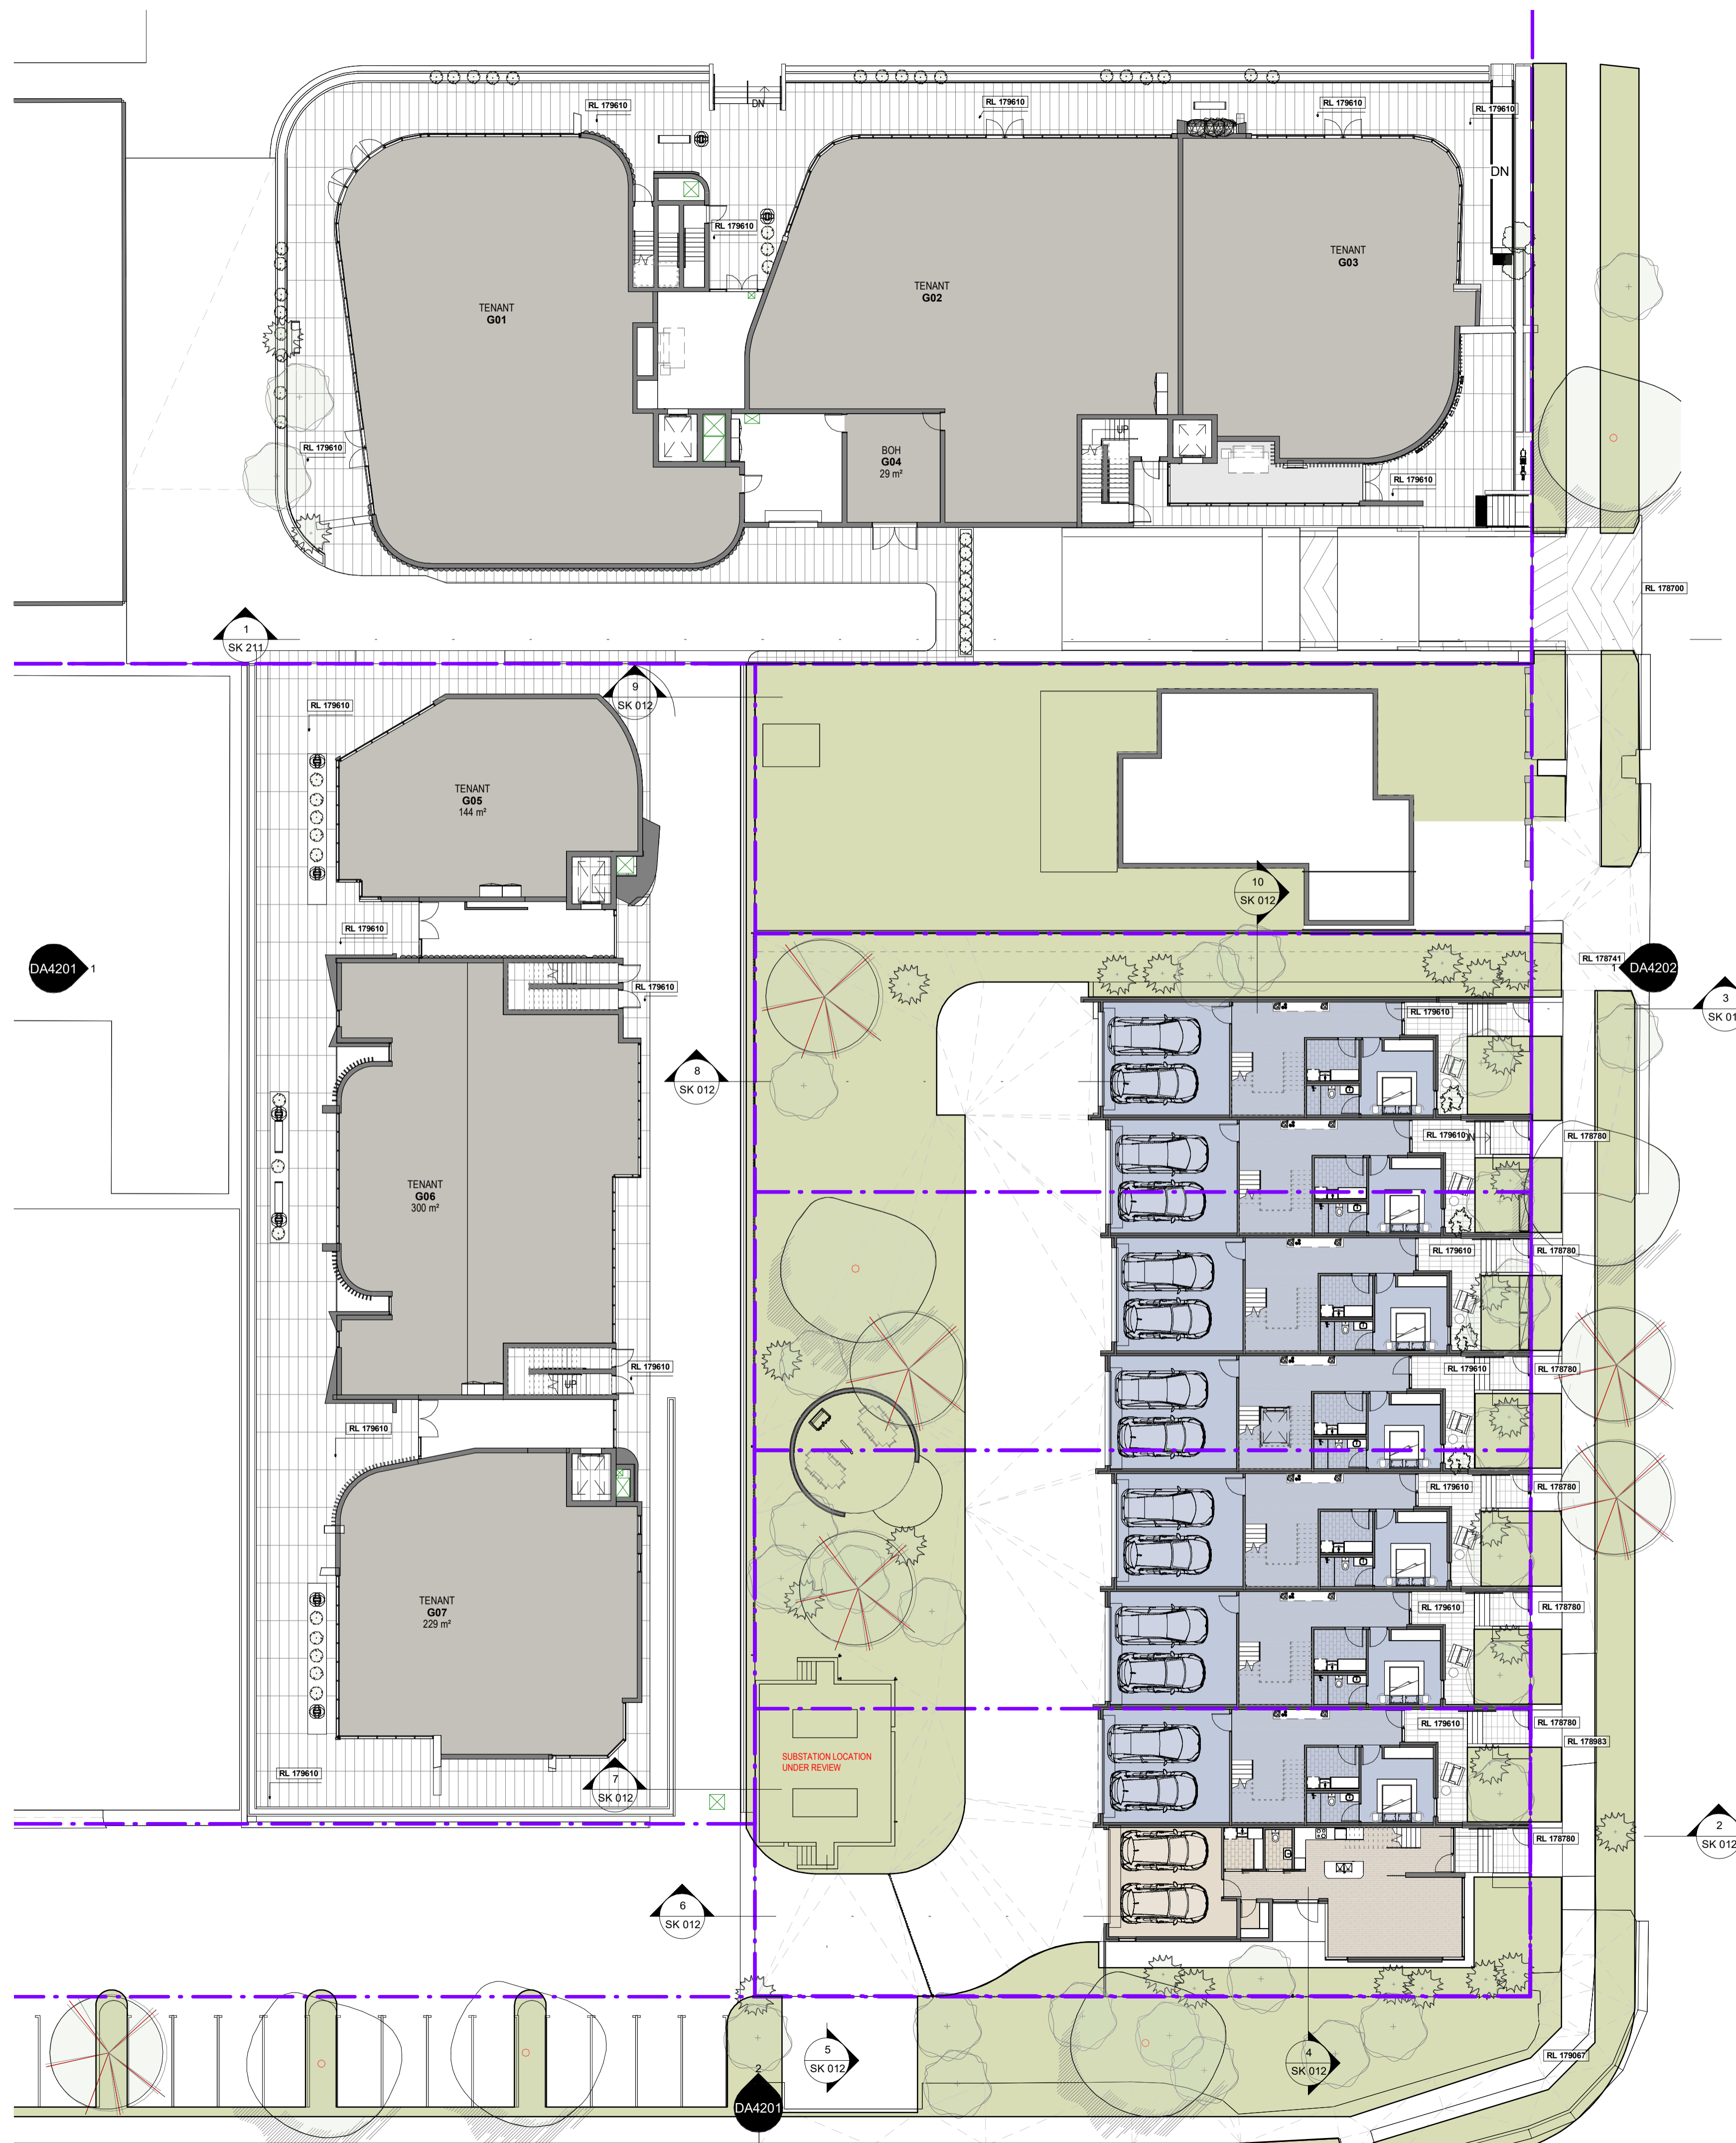 RL 179610
DN
RL 179610
RL 179610
RL 179610
DN
RL 179610
TENANT
G01
TENANT
G02
TENANT
G03
RL 179610
UP
BOH
G04
29 m²
RL 179610
RL 178700
1
SK 211
9
SK 012
RL 179610
TENANT
G05
144 m²
10
SK 012
RL 179610
DA4201
1
RL 178741
1
DA4202
RL 179610
3
SK 01
RL 179610
8
SK 012
RL 179610
RL 178780
TENANT
G06
300 m²
RL 179610
RL 178780
RL 179610
UP
RL 179610
RL 178780
RL 179610
RL 179610
RL 178780
TENANT
G07
229 m²
RL 179610
RL 178780
RL 179610
RL 178780
RL 178983
SUBSTATION LOCATION
UNDER REVIEW
RL 179610
7
SK 012
2
SK 012
RL 178780
6
SK 012
5
SK 012
4
SK 012
RL 179067
2
DA4201